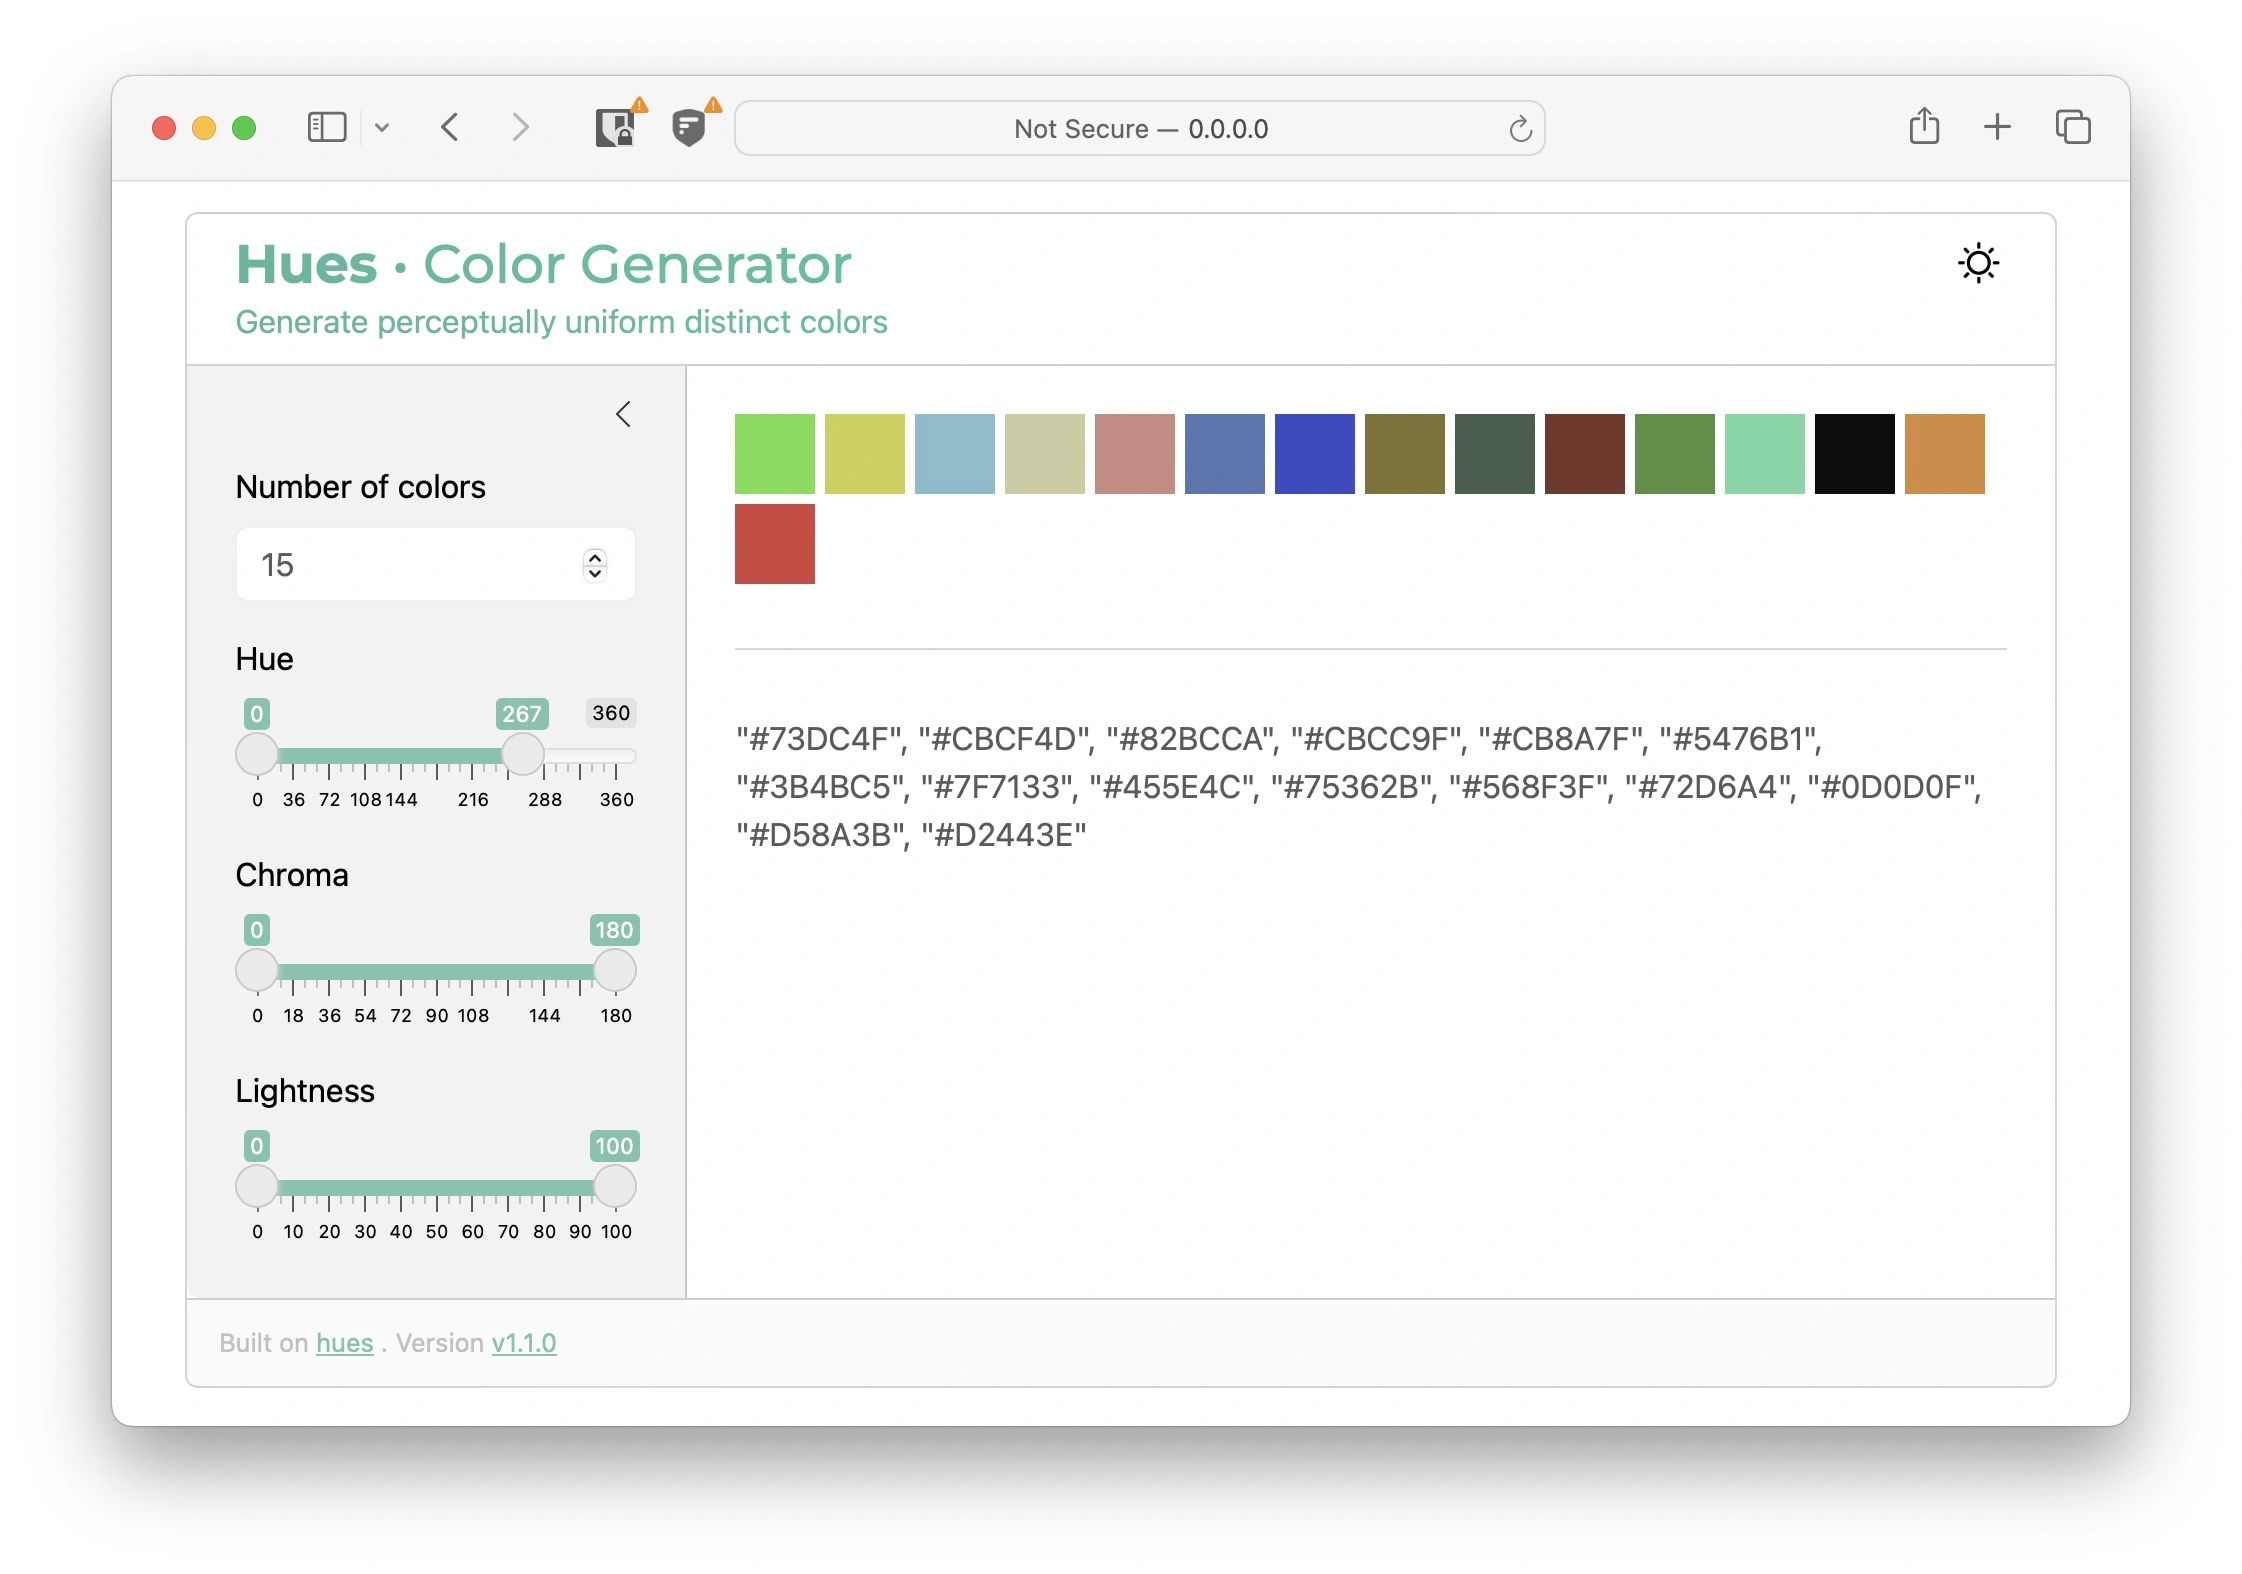 Not Secure — 0.0.0.0
Hues · Color Generator
Generate perceptually uniform distinct colors
Number of colors
15
Hue
0 267 360
0 36 72 108 144 216 288 360
Chroma
0 180
0 18 36 54 72 90 108 144 180
Lightness
0 100
0 10 20 30 40 50 60 70 80 90 100
"#73DC4F", "#CBCF4D", "#82BCCA", "#CBCC9F", "#CB8A7F", "#5476B1",
"#3B4BC5", "#7F7133", "#455E4C", "#75362B", "#568F3F", "#72D6A4", "#0D0D0F",
"#D58A3B", "#D2443E"
Built on hues . Version v1.1.0